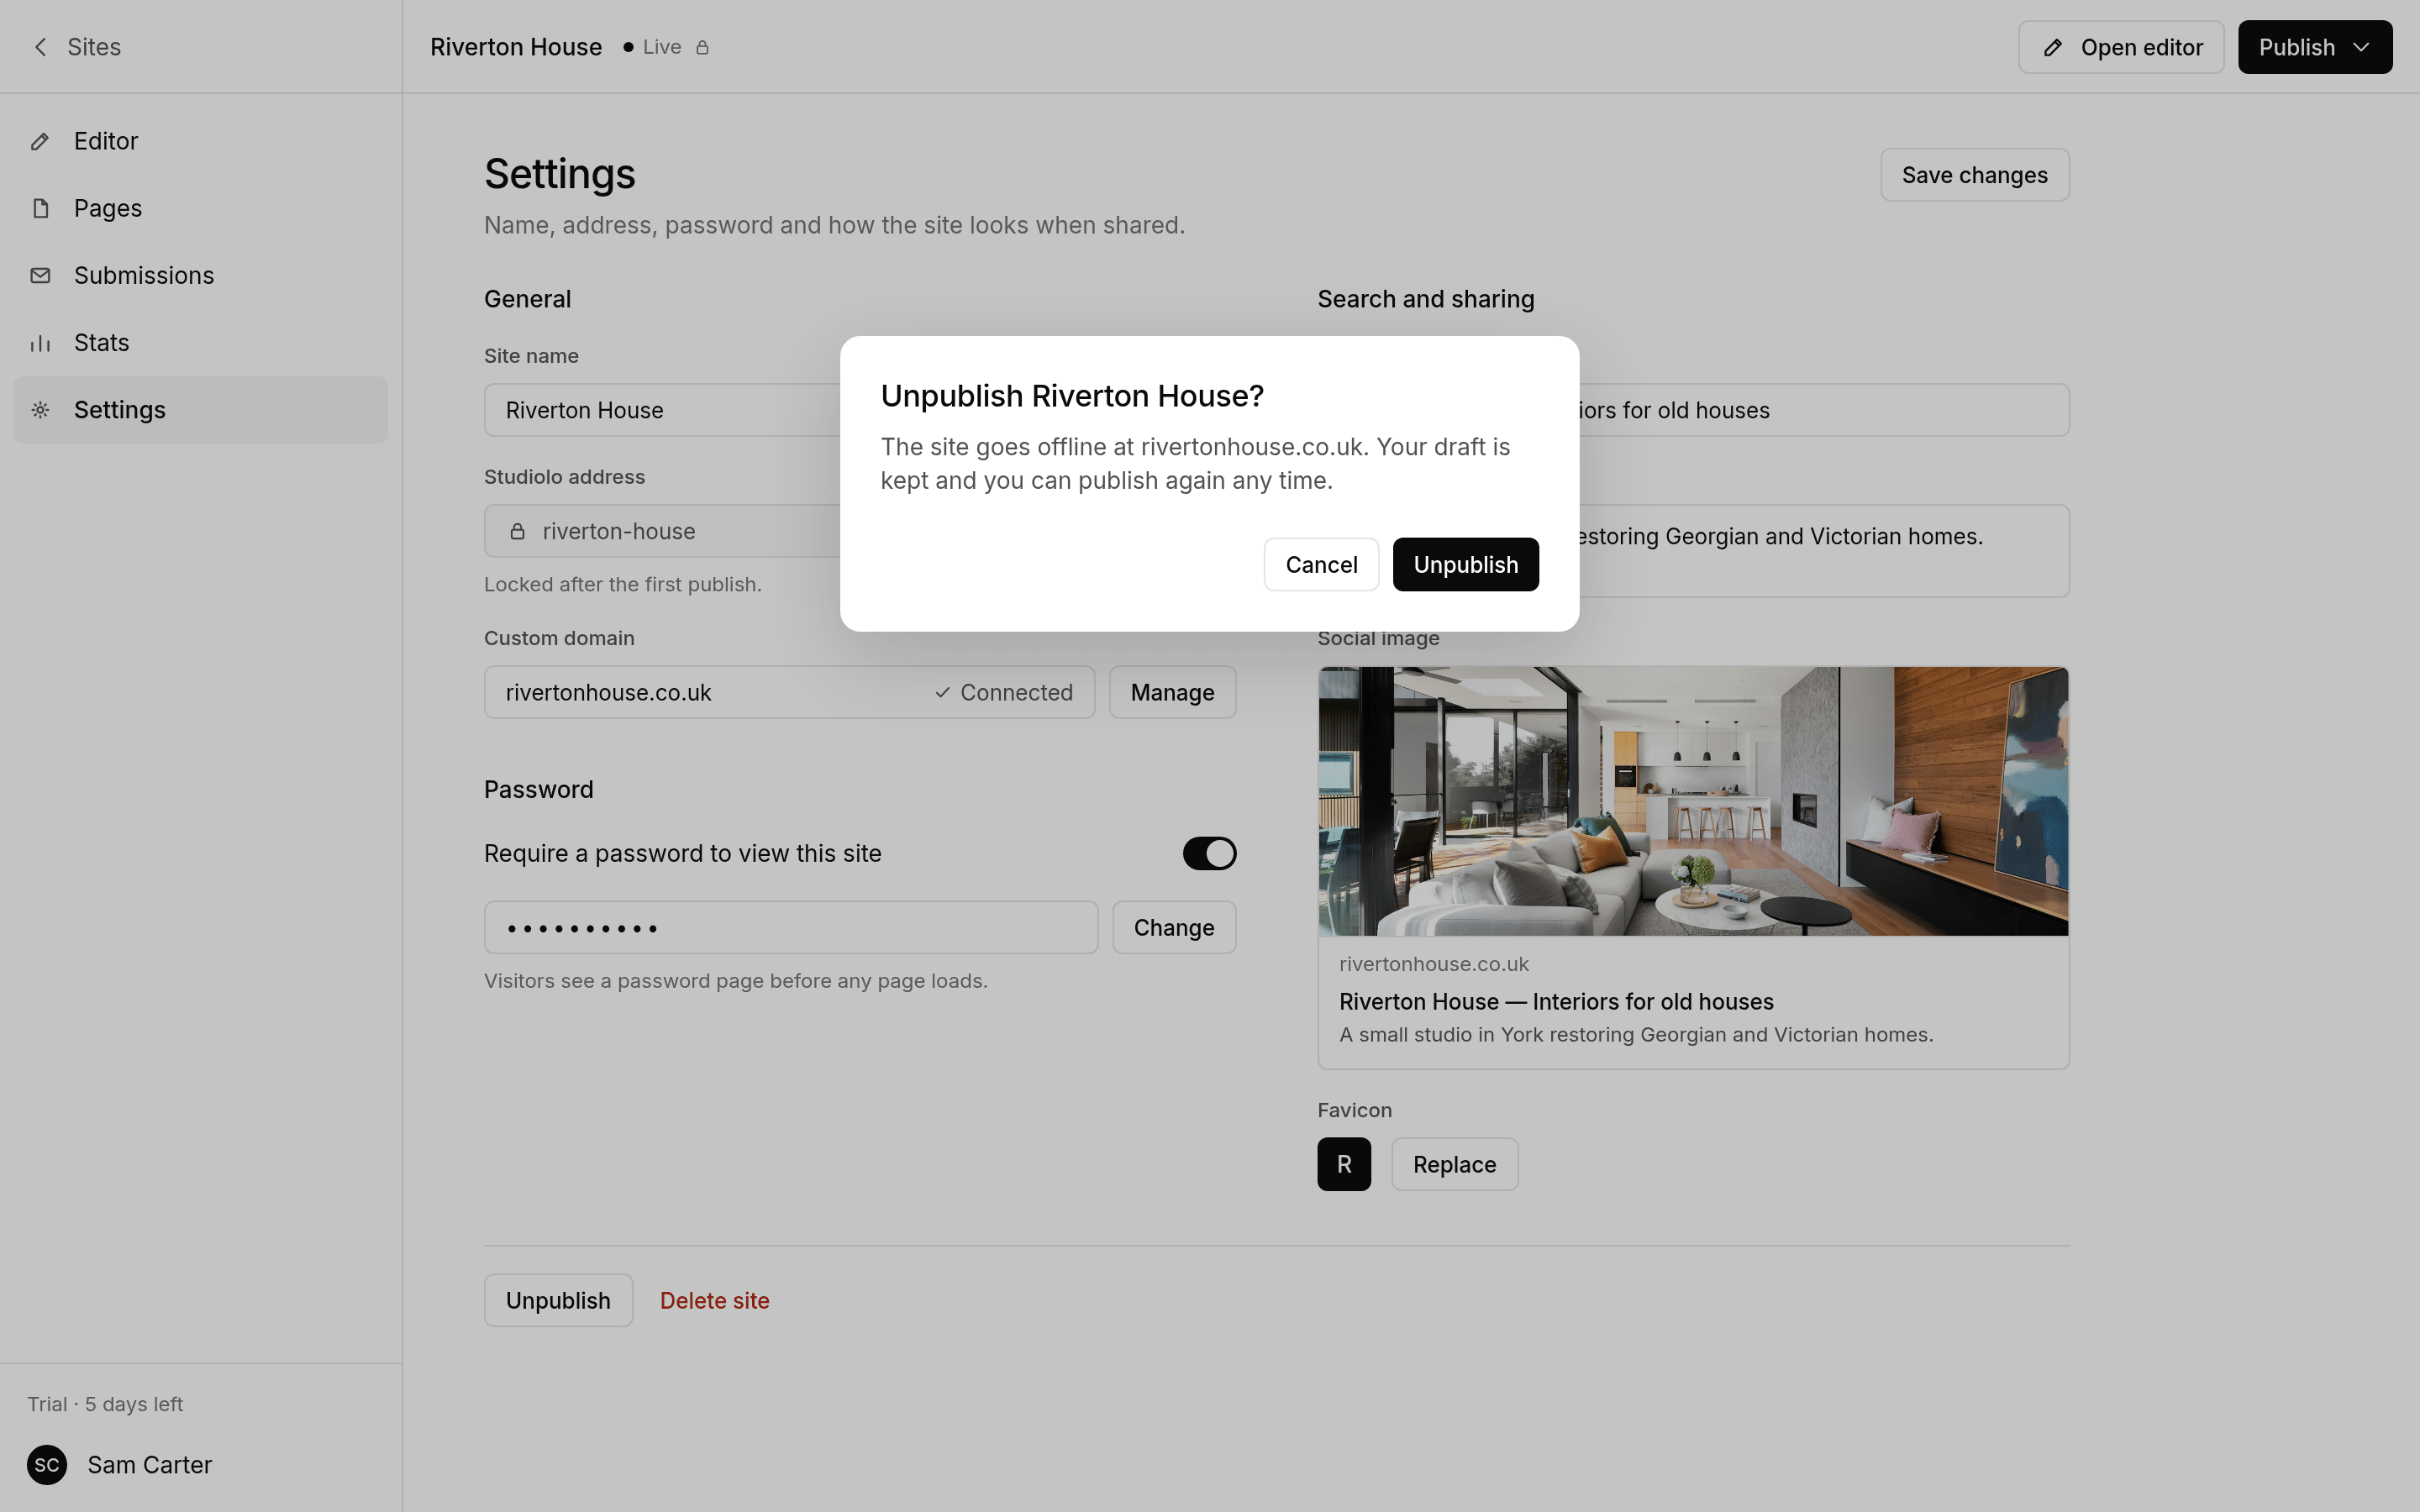 Sites
Riverton House
Live
Open editor
Publish
Editor
Pages
Submissions
Stats
Settings
Settings
Name, address, password and how the site looks when shared.
Save changes
General
Site name
Riverton House
Studiolo address
riverton-house
Locked after the first publish.
Custom domain
rivertonhouse.co.uk
Connected
Manage
Password
Require a password to view this site
••••••••••
Change
Visitors see a password page before any page loads.
Search and sharing
iors for old houses
estoring Georgian and Victorian homes.
Social image
rivertonhouse.co.uk
Riverton House — Interiors for old houses
A small studio in York restoring Georgian and Victorian homes.
Favicon
R
Replace
Unpublish Riverton House?
The site goes offline at rivertonhouse.co.uk. Your draft is
kept and you can publish again any time.
Cancel
Unpublish
Unpublish
Delete site
Trial · 5 days left
SC
Sam Carter